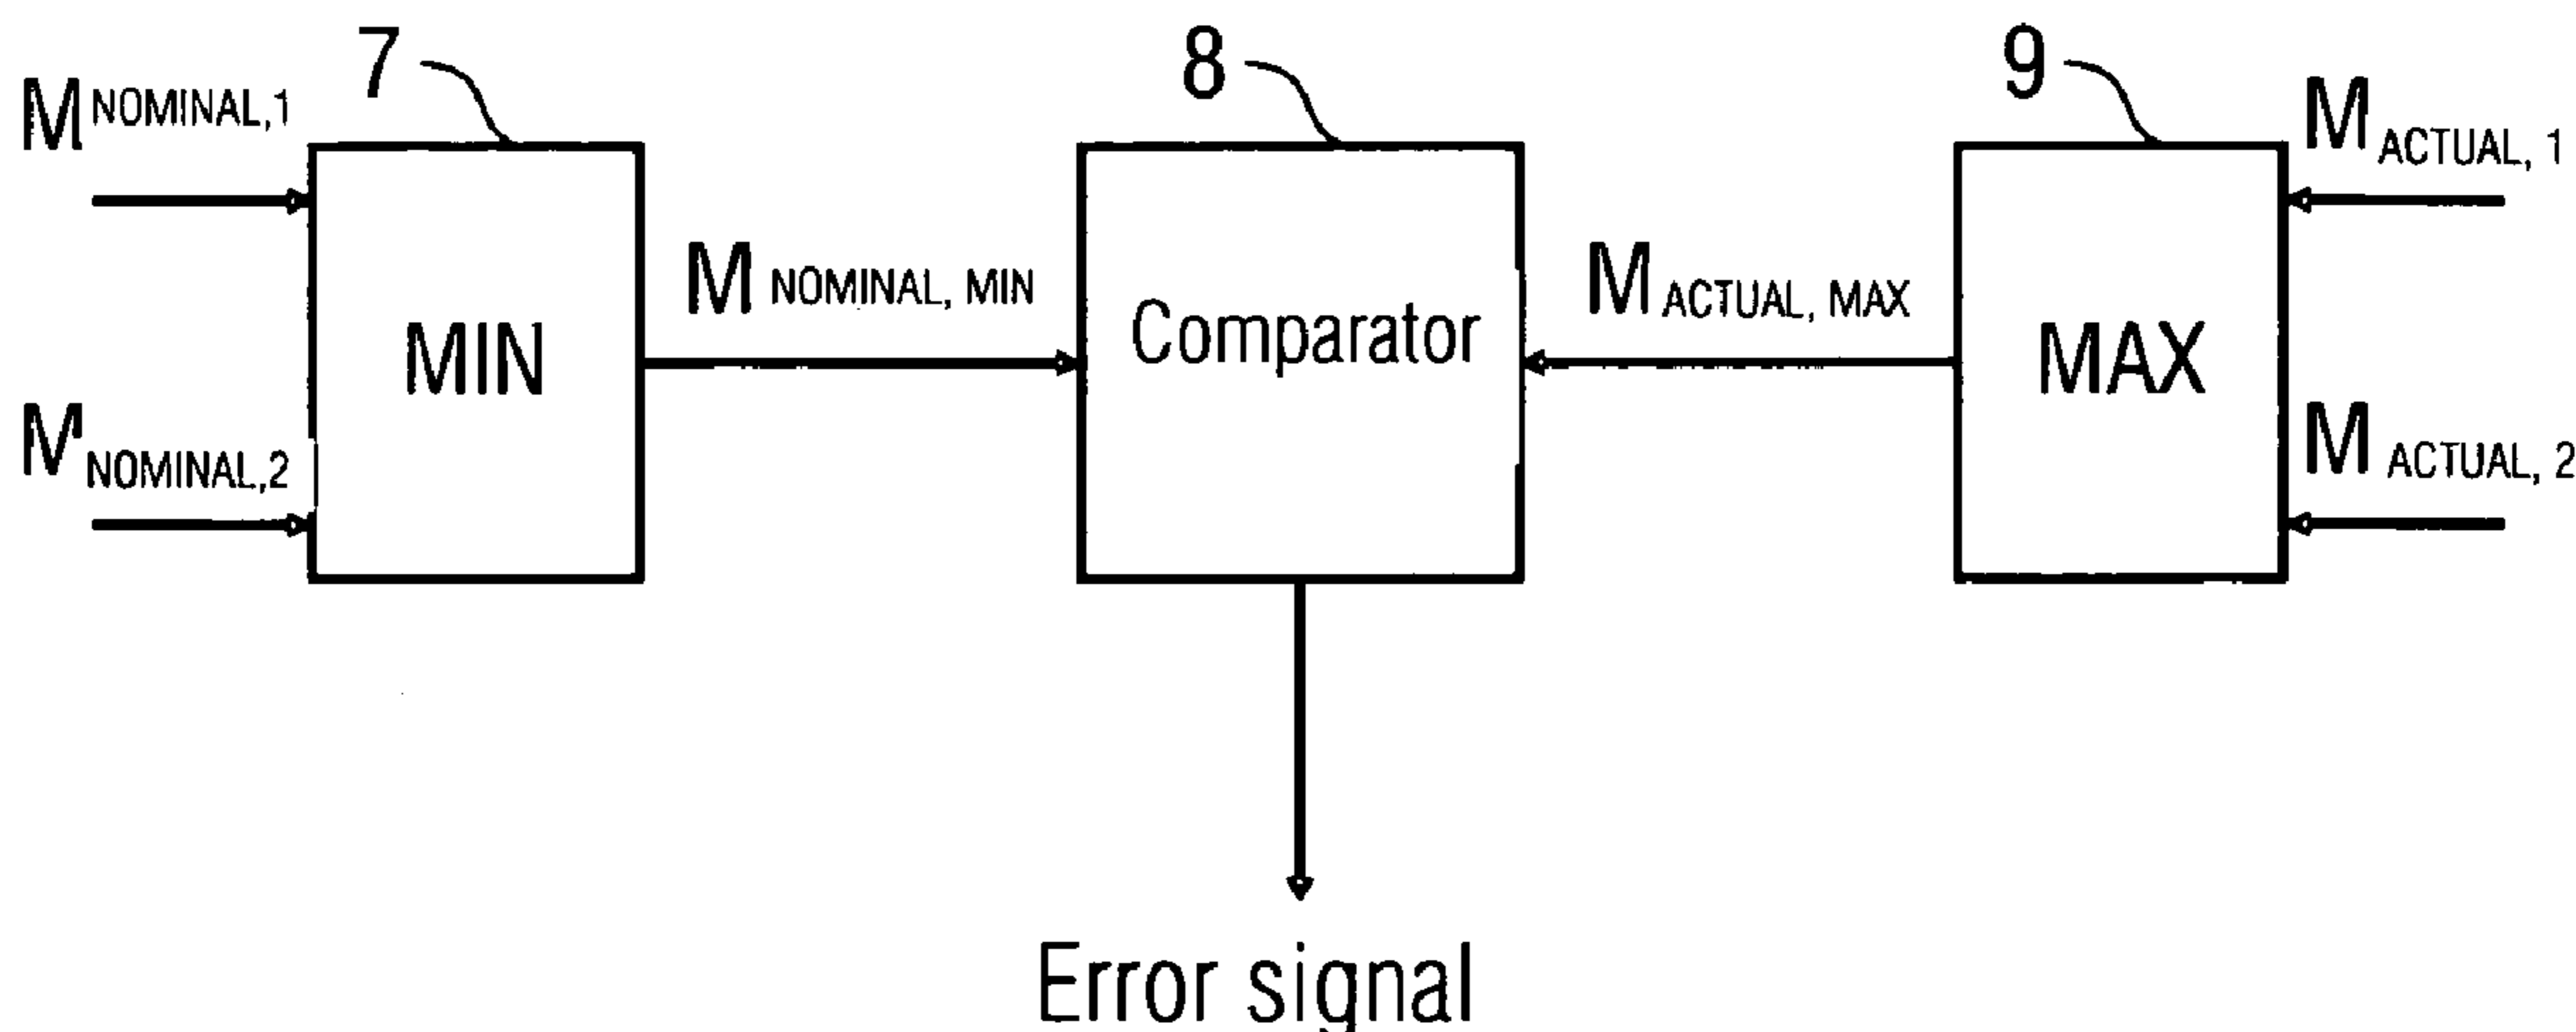 7
8
9
M NOMINAL,1
M ACTUAL, 1
M NOMINAL, MIN
M ACTUAL, MAX
MIN
Comparator
MAX
M NOMINAL,2
M ACTUAL, 2
Error signal